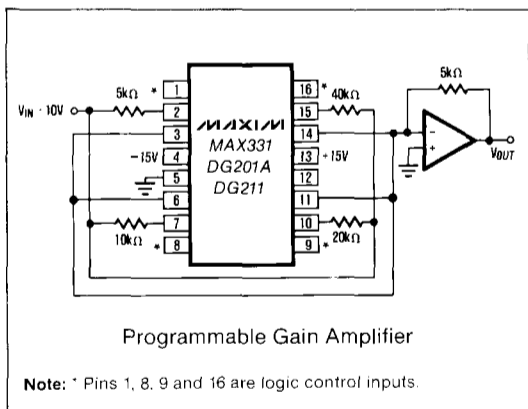 5kΩ * 1 16 * 40kΩ 5kΩ
VIN - 10V 2 15
MAXIM
3 MAX331 14 - VOUT
-15V 4 DG201A 13 +15V +
5 DG211 12
6 11
7 10
10kΩ 20kΩ
* 8 9 *
Programmable Gain Amplifier
Note: * Pins 1, 8, 9 and 16 are logic control inputs.